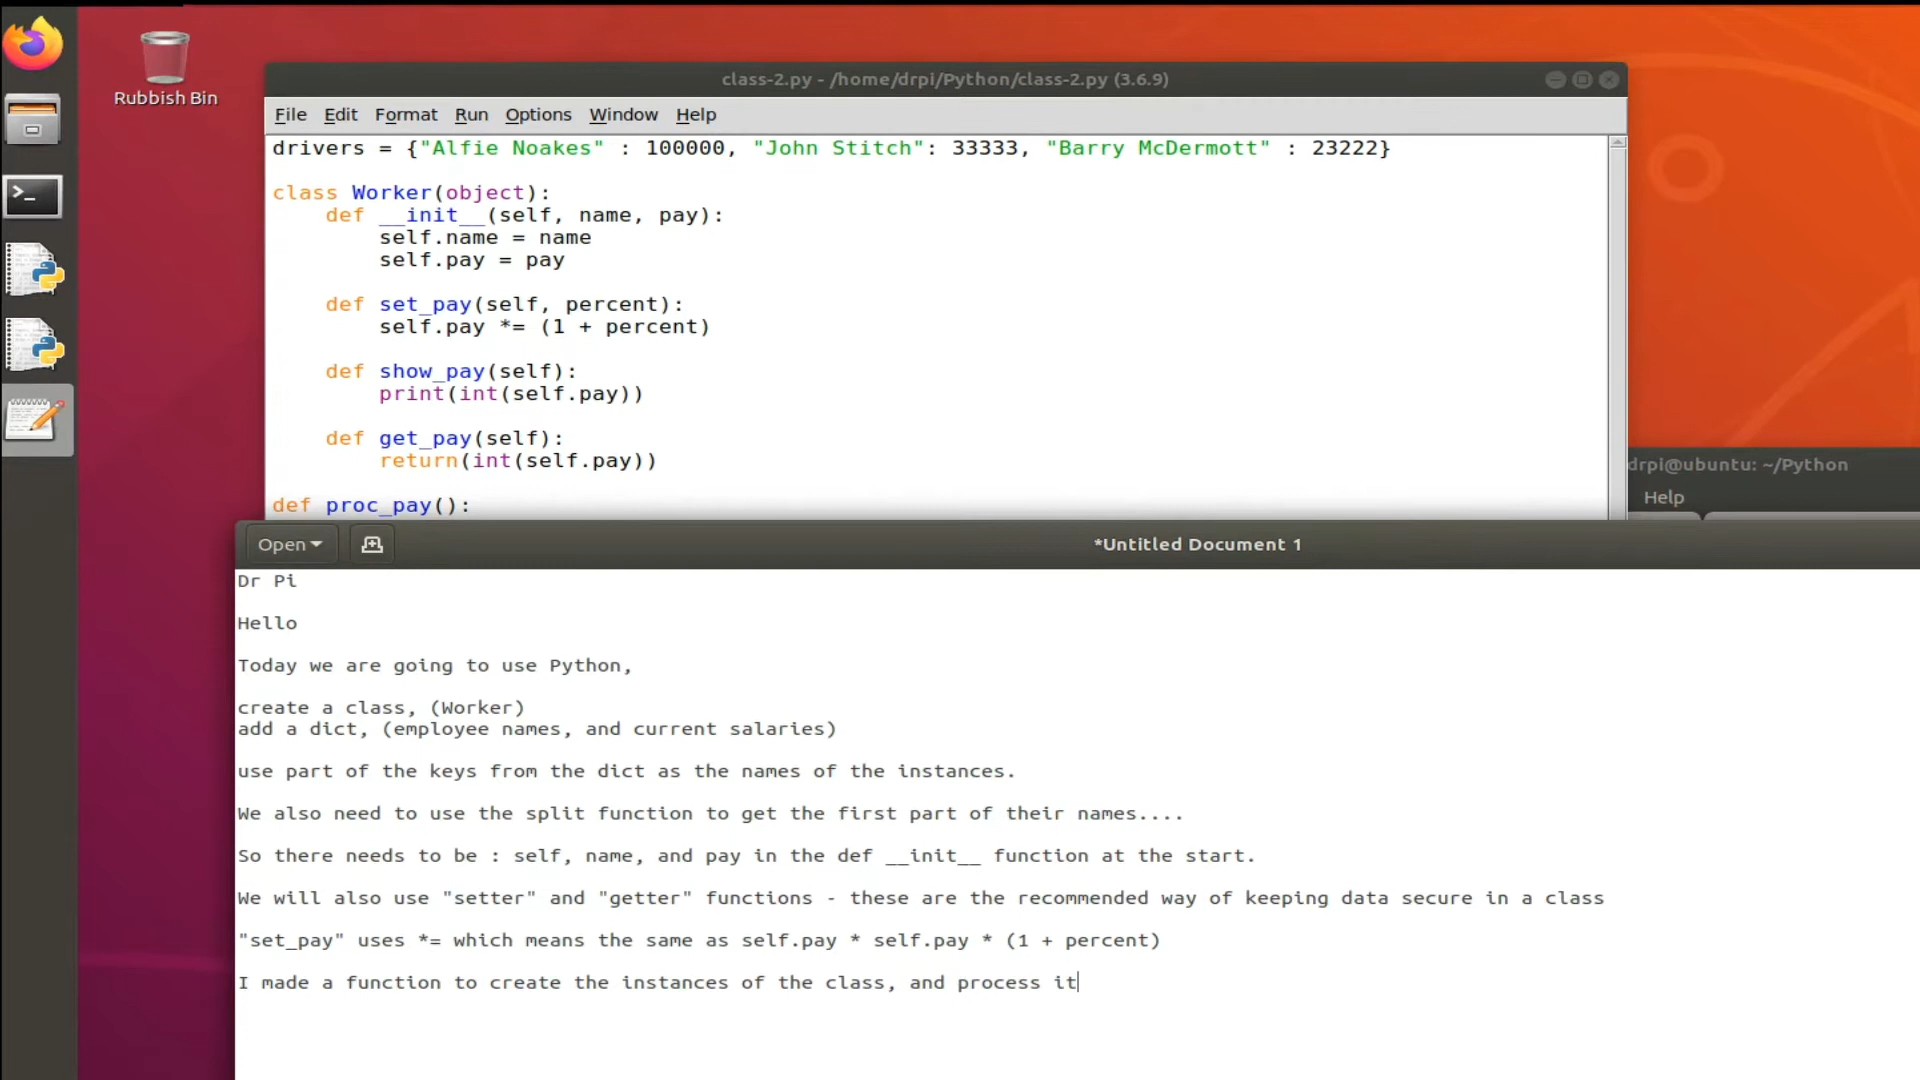 Rubbish Bin
class-2.py - /home/drpi/Python/class-2.py (3.6.9)
File Edit Format Run Options Window Help
drivers = {"Alfie Noakes" : 100000, "John Stitch": 33333, "Barry McDermott" : 23222}
class Worker(object):
def __init__(self, name, pay):
self.name = name
self.pay = pay
def set_pay(self, percent):
self.pay *= (1 + percent)
def show_pay(self):
print(int(self.pay))
def get_pay(self):
return(int(self.pay))
def proc_pay():
drpi@ubuntu: ~/Python
Help
Open
*Untitled Document 1
Dr Pi
Hello
Today we are going to use Python,
create a class, (Worker)
add a dict, (employee names, and current salaries)
use part of the keys from the dict as the names of the instances.
We also need to use the split function to get the first part of their names....
So there needs to be : self, name, and pay in the def __init__ function at the start.
We will also use "setter" and "getter" functions - these are the recommended way of keeping data secure in a class
"set_pay" uses *= which means the same as self.pay * self.pay * (1 + percent)
I made a function to create the instances of the class, and process it